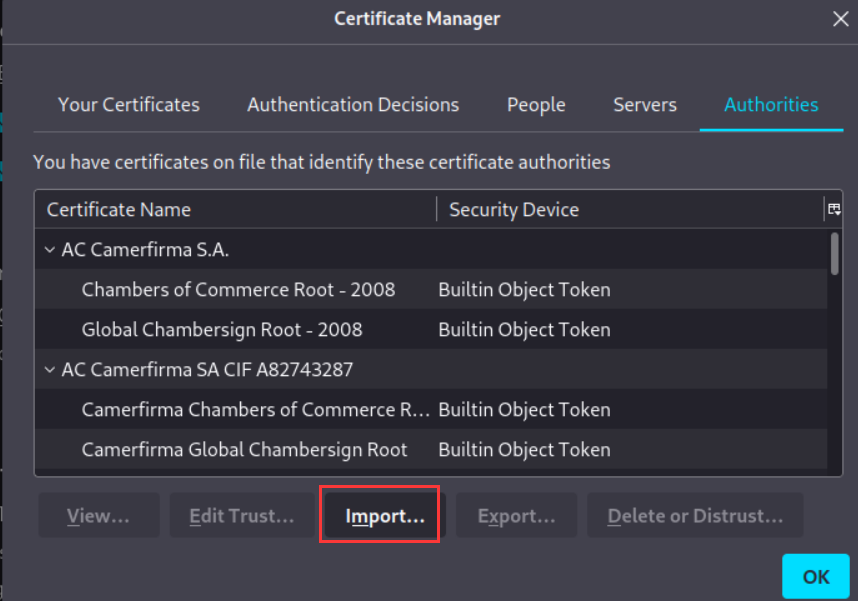 Certificate Manager
Your Certificates Authentication Decisions People Servers Authorities
You have certificates on file that identify these certificate authorities
Certificate Name Security Device
AC Camerfirma S.A.
Chambers of Commerce Root - 2008 Builtin Object Token
Global Chambersign Root - 2008 Builtin Object Token
AC Camerfirma SA CIF A82743287
Camerfirma Chambers of Commerce R... Builtin Object Token
Camerfirma Global Chambersign Root Builtin Object Token
View... Edit Trust... Import... Export... Delete or Distrust...
OK